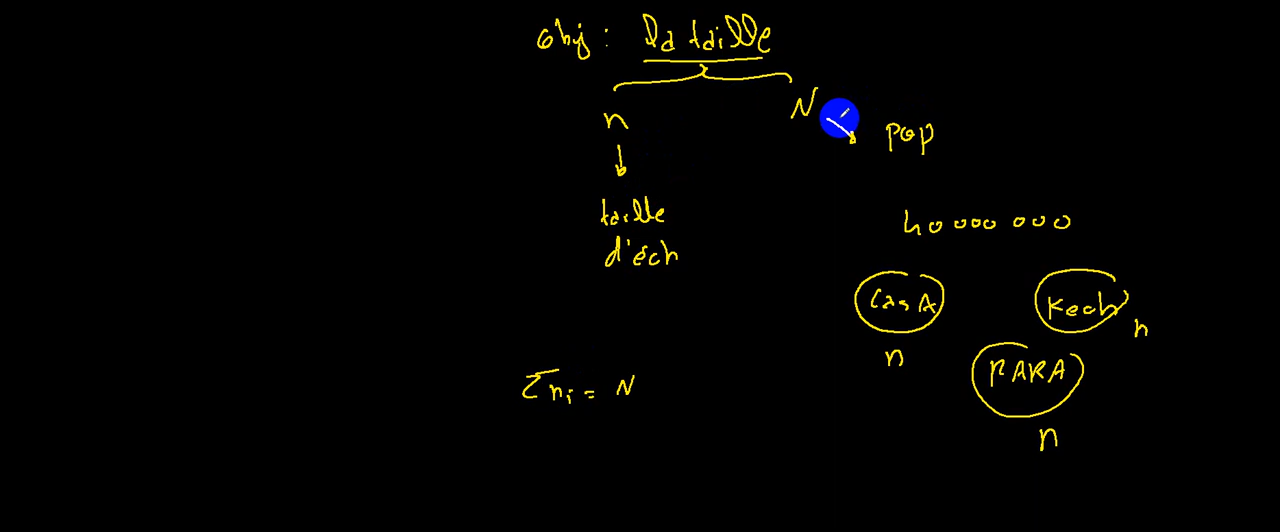 obj : la taille
n
N
pop
taille
d'éch
40 000 000
CasA
Kech
n
n
RABA
n
Σni = N